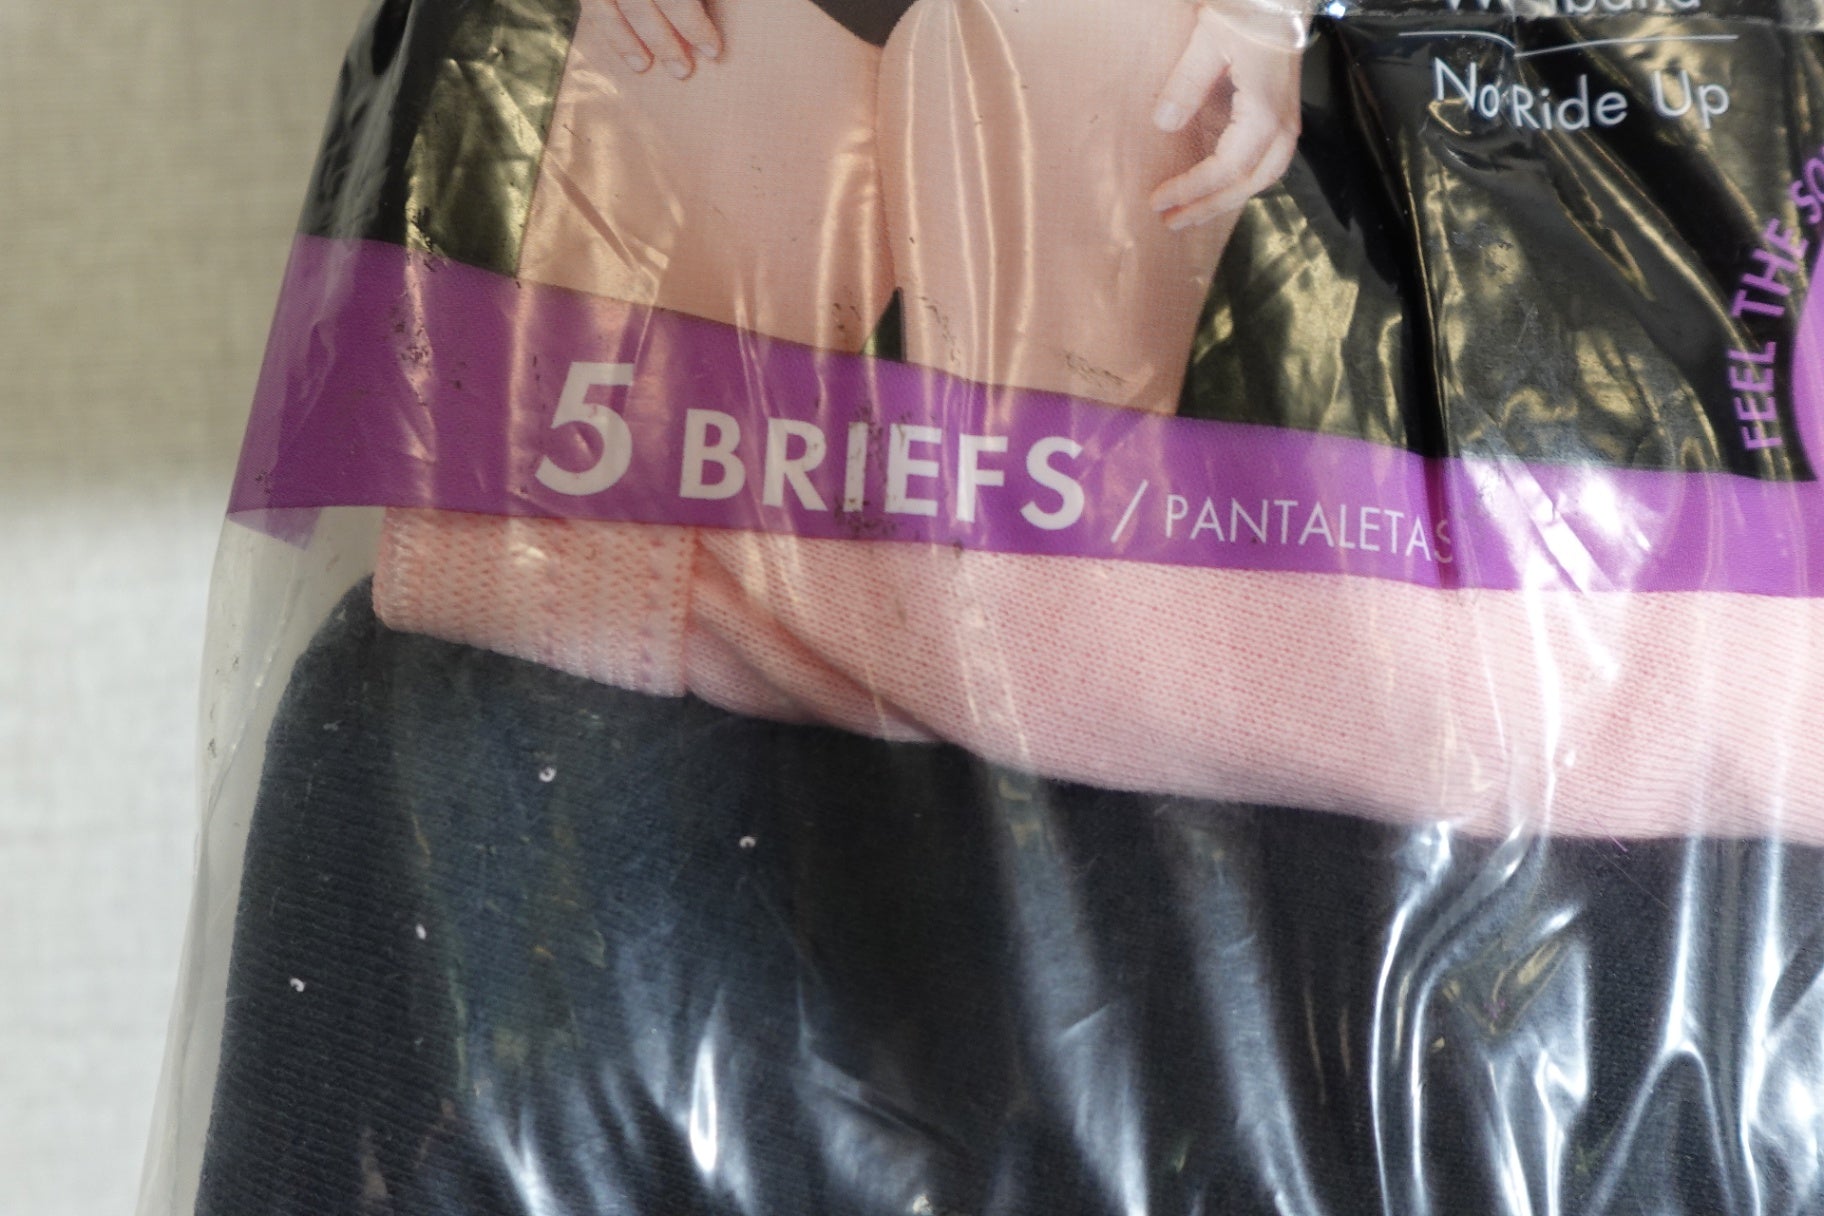 No Ride Up
FEEL THE
5 BRIEFS / PANTALETAS